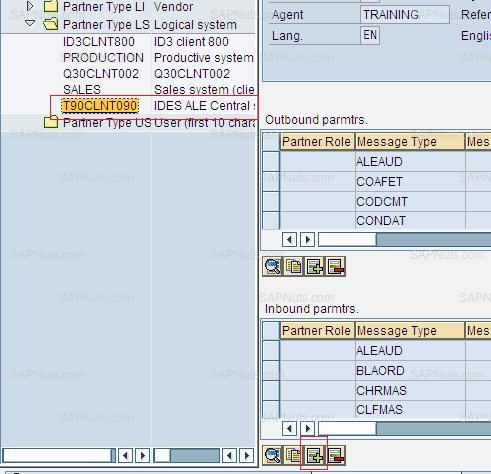 Partner Type LI Vendor
Partner Type LS Logical system
ID3CLNT800 ID3 client 800
PRODUCTION Productive system
Q30CLNT002 Q30CLNT002
SALES Sales system (clie
T90CLNT090 IDES ALE Central s
Partner Type US User (first 10 chara
Agent TRAINING Refer
Lang. EN Englis
Outbound parmtrs.
Partner Role Message Type Mes
ALEAUD
COAFET
CODCMT
CONDAT
Inbound parmtrs.
Partner Role Message Type Mes
ALEAUD
BLAORD
CHRMAS
CLFMAS
SAPNuts.com